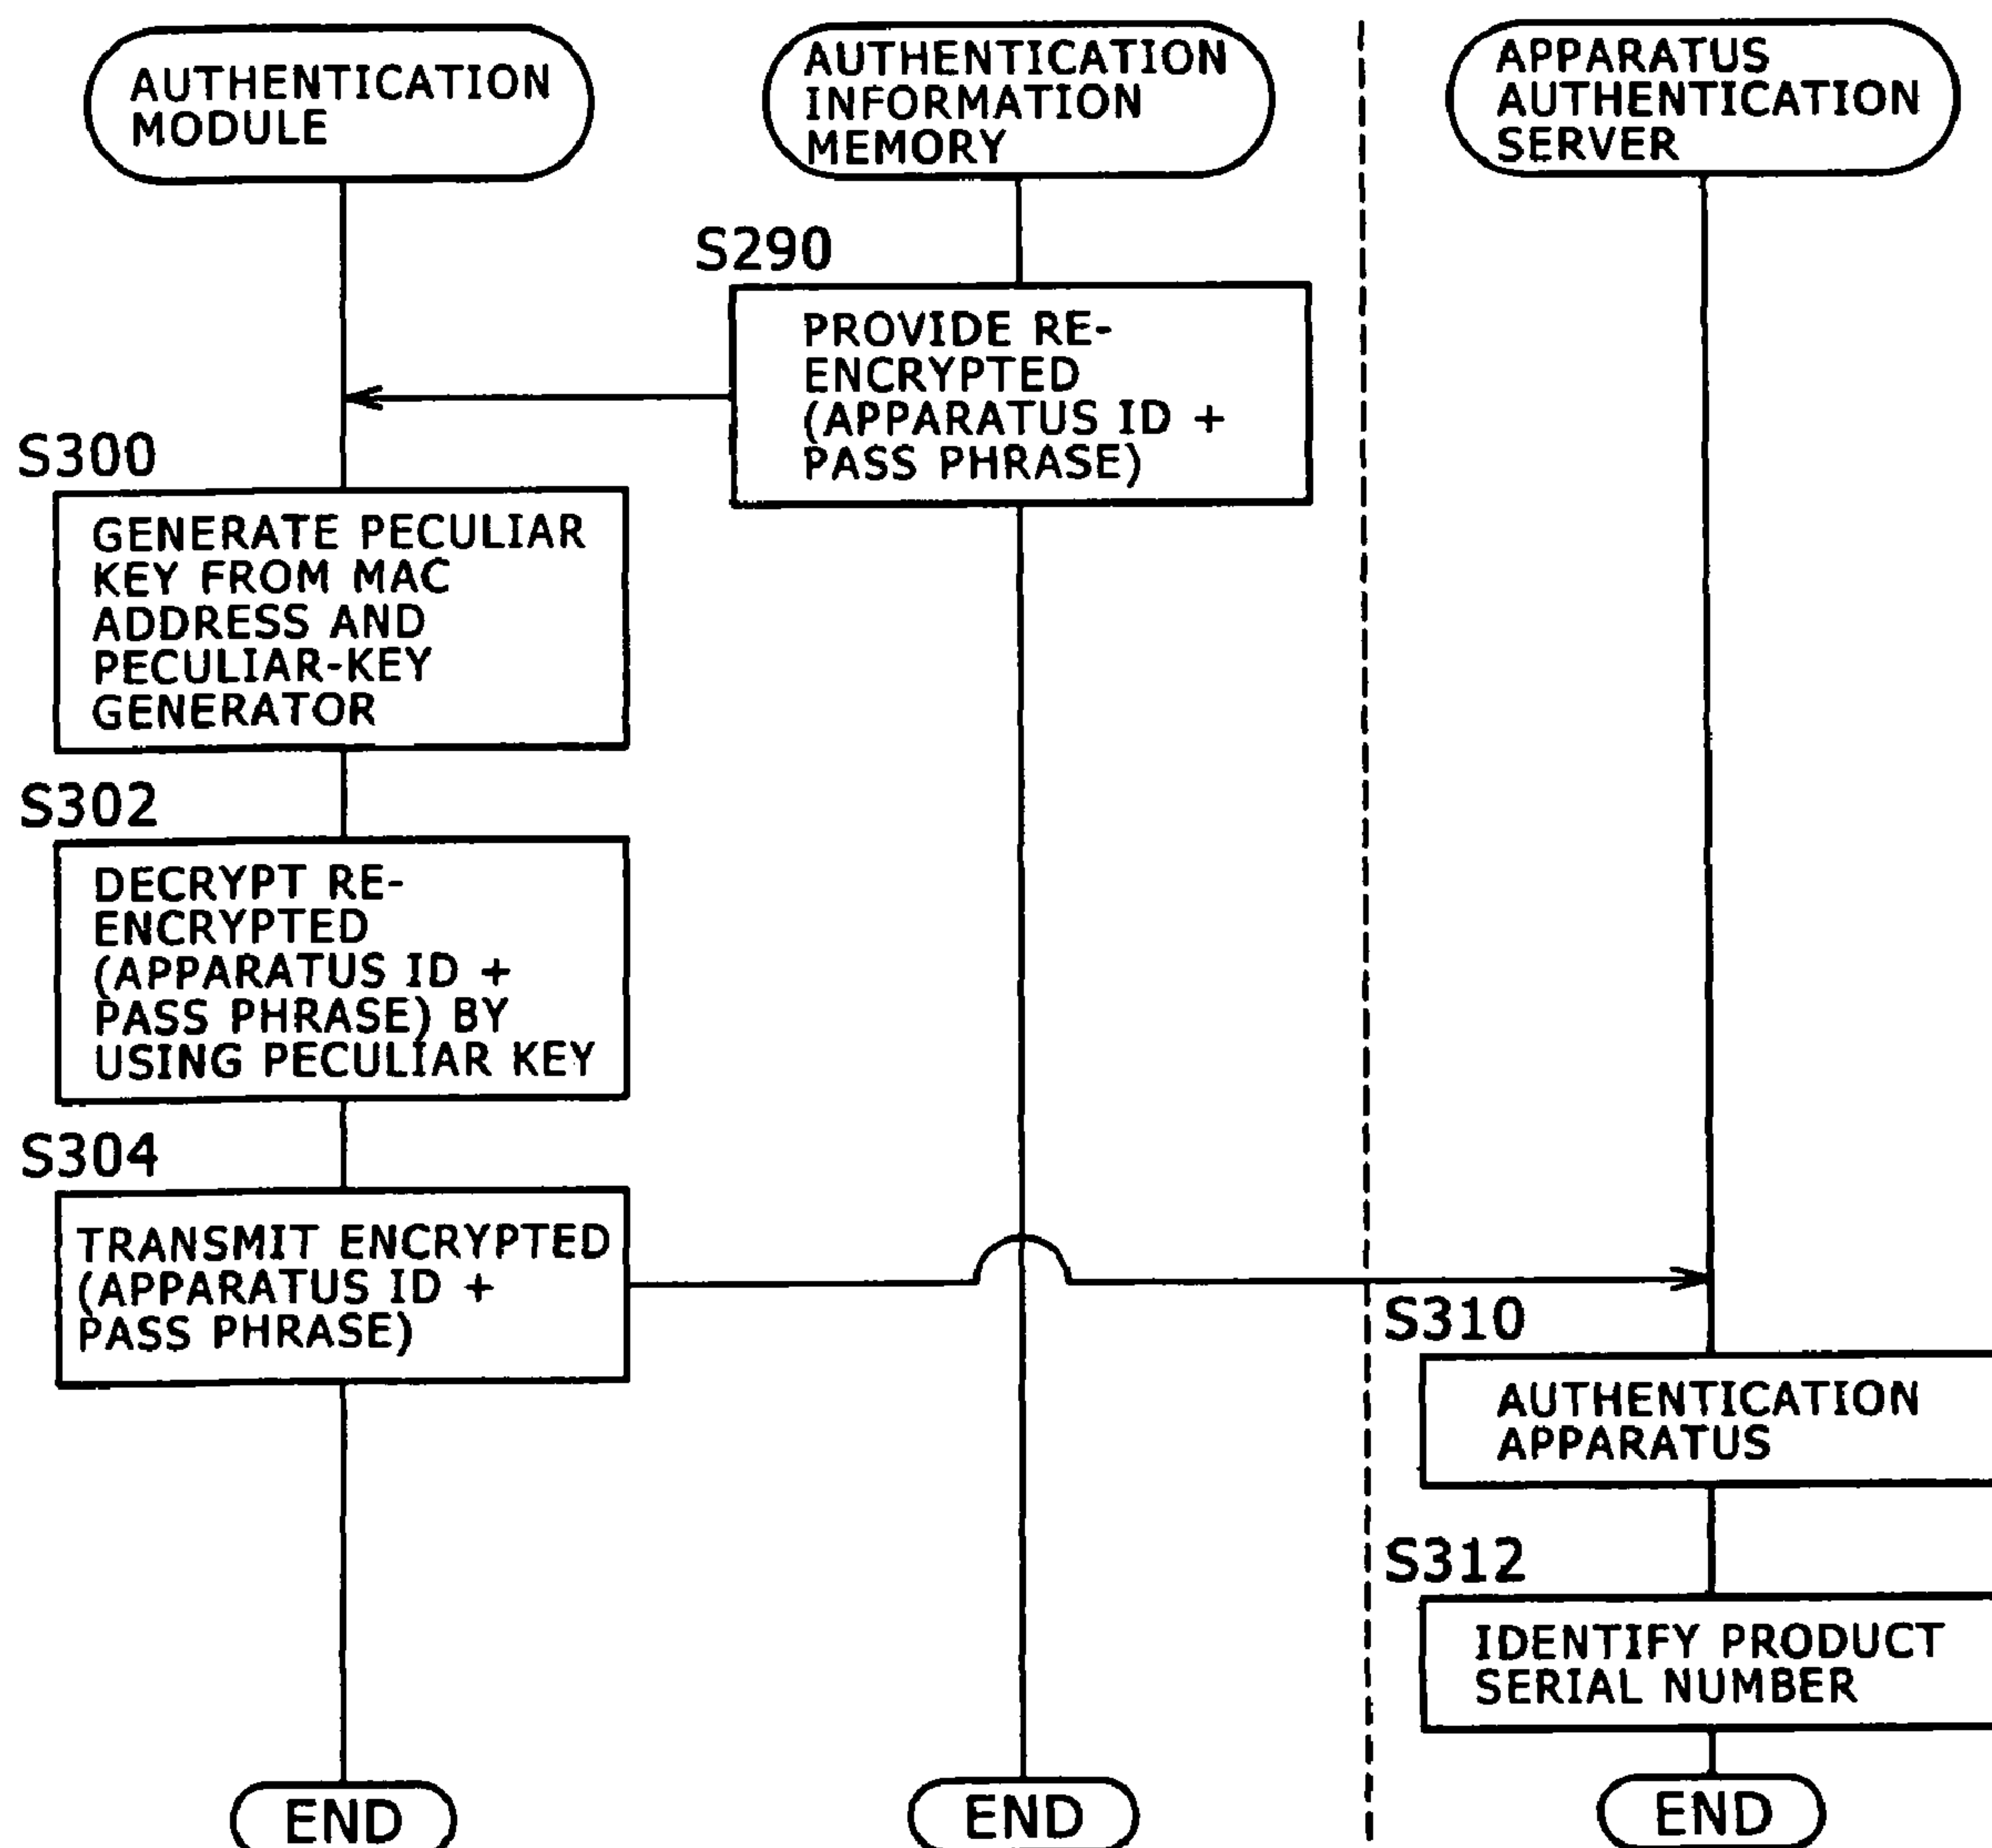 AUTHENTICATION
MODULE
AUTHENTICATION
INFORMATION
MEMORY
APPARATUS
AUTHENTICATION
SERVER
S290
PROVIDE RE-
ENCRYPTED
(APPARATUS ID +
PASS PHRASE)
S300
GENERATE PECULIAR
KEY FROM MAC
ADDRESS AND
PECULIAR-KEY
GENERATOR
S302
DECRYPT RE-
ENCRYPTED
(APPARATUS ID +
PASS PHRASE) BY
USING PECULIAR KEY
S304
TRANSMIT ENCRYPTED
(APPARATUS ID +
PASS PHRASE)
S310
AUTHENTICATION
APPARATUS
S312
IDENTIFY PRODUCT
SERIAL NUMBER
END
END
END